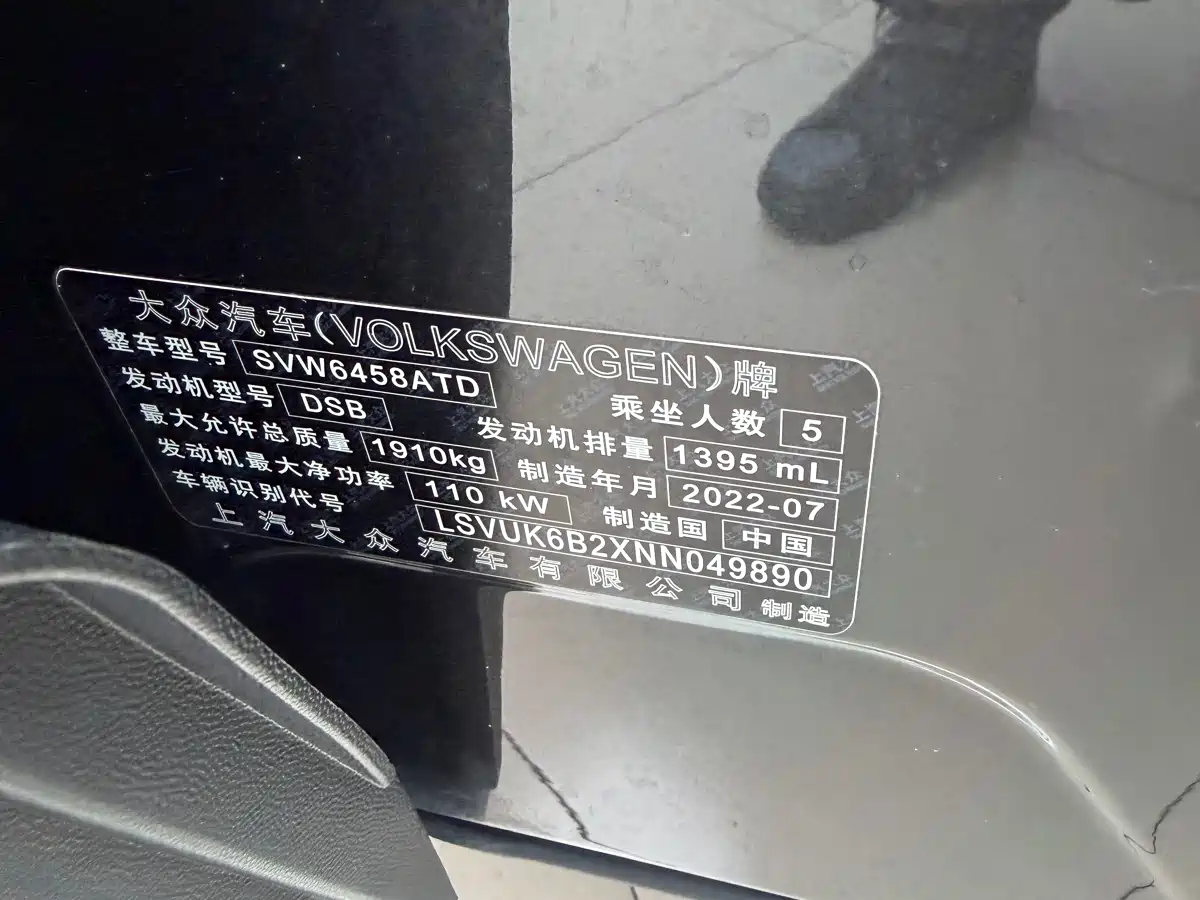 大众汽车(VOLKSWAGEN)牌
整车型号 SVW6458ATD 乘坐人数 5
发动机型号 DSB 发动机排量 1395 mL
最大允许总质量 1910kg 制造年月 2022-07
发动机最大净功率 110 kW 制造国 中国
车辆识别代号 LSVUK6B2XNN049890
上汽大众汽车有限公司制造